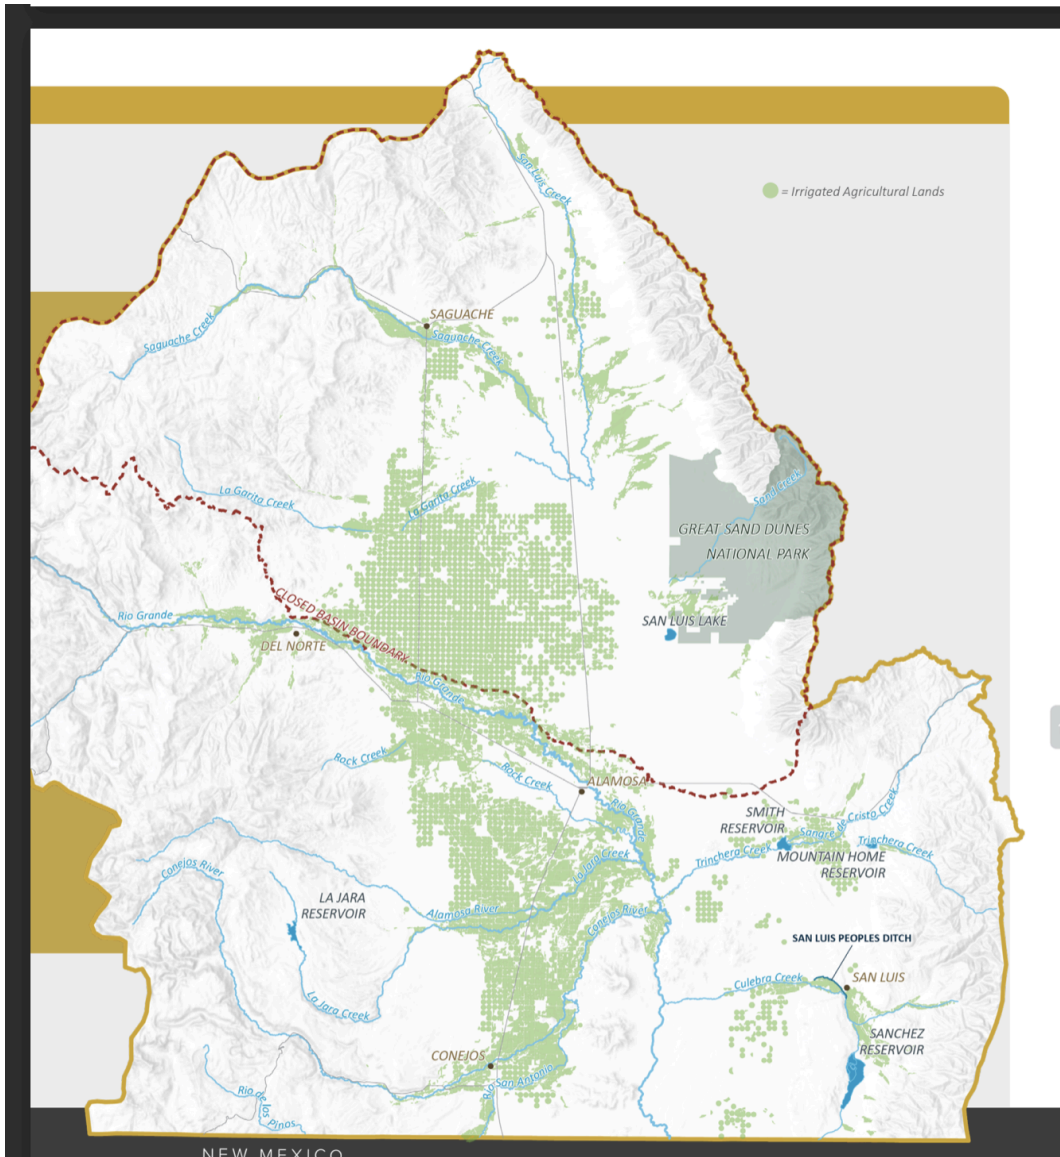 San Luis Creek
= Irrigated Agricultural Lands
SAGUACHE
Saguache Creek
Saguache Creek
La Garita Creek
La Garita Creek
Sand Creek
GREAT SAND DUNES
NATIONAL PARK
CLOSED BASIN BOUNDARY
Rio Grande
SAN LUIS LAKE
DEL NORTE
Rio Grande
Rock Creek
Rock Creek
ALAMOSA
Rio Grande
SMITH
RESERVOIR
Sangre de Cristo Creek
Trinchera Creek
Trinchera Creek
MOUNTAIN HOME
RESERVOIR
Conejos River
La Jara Creek
LA JARA
RESERVOIR
Alamosa River
Conejos River
SAN LUIS PEOPLES DITCH
Culebra Creek
SAN LUIS
La Jara Creek
SANCHEZ
RESERVOIR
CONEJOS
Rio San Antonio
Rio de los Pinos
NEW MEXICO